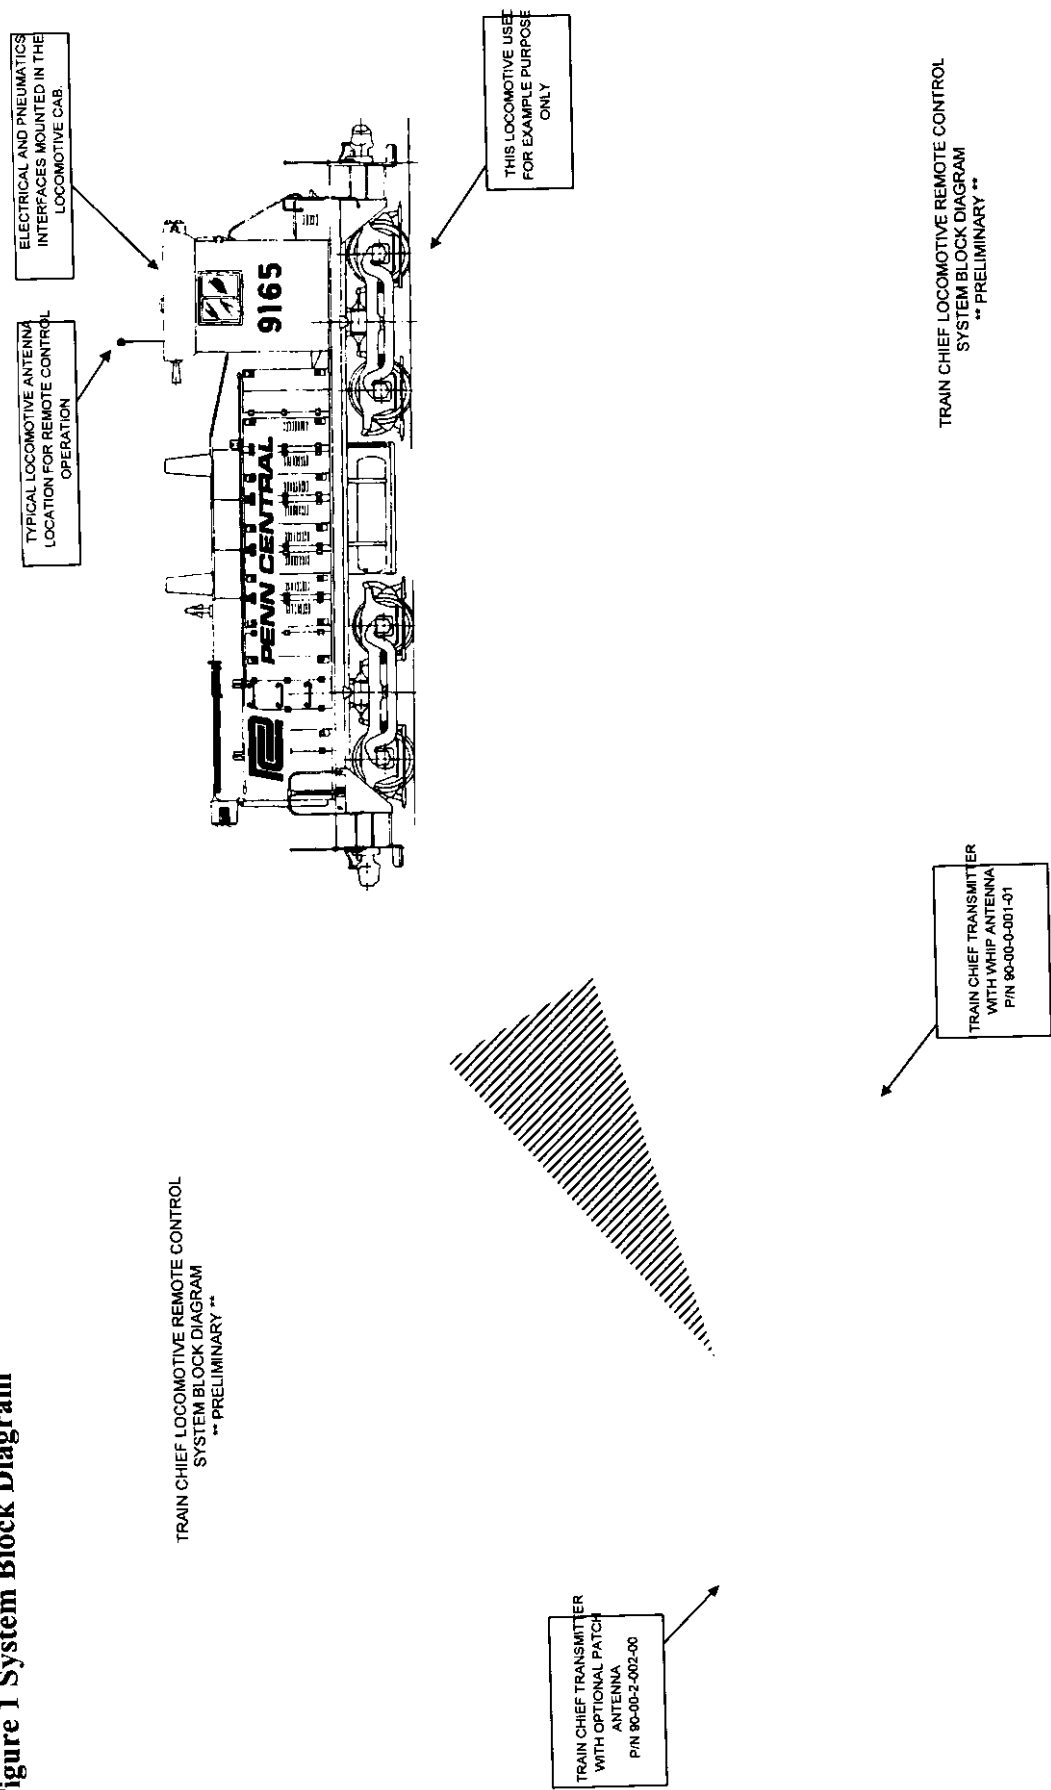 igure 1 System Block Diagram
TRAIN CHIEF LOCOMOTIVE REMOTE CONTROL
SYSTEM BLOCK DIAGRAM
** PRELIMINARY **
TYPICAL LOCOMOTIVE ANTENNA
LOCATION FOR REMOTE CONTROL
OPERATION
ELECTRICAL AND PNEUMATICS
INTERFACES MOUNTED IN THE
LOCOMOTIVE CAB.
PENN CENTRAL
9165
THIS LOCOMOTIVE USED
FOR EXAMPLE PURPOSE
ONLY
TRAIN CHIEF TRANSMITTER
WITH OPTIONAL PATCH
ANTENNA
P/N 90-00-2-002-00
TRAIN CHIEF TRANSMITTER
WITH WHIP ANTENNA
P/N 90-00-0-001-01
TRAIN CHIEF LOCOMOTIVE REMOTE CONTROL
SYSTEM BLOCK DIAGRAM
** PRELIMINARY **